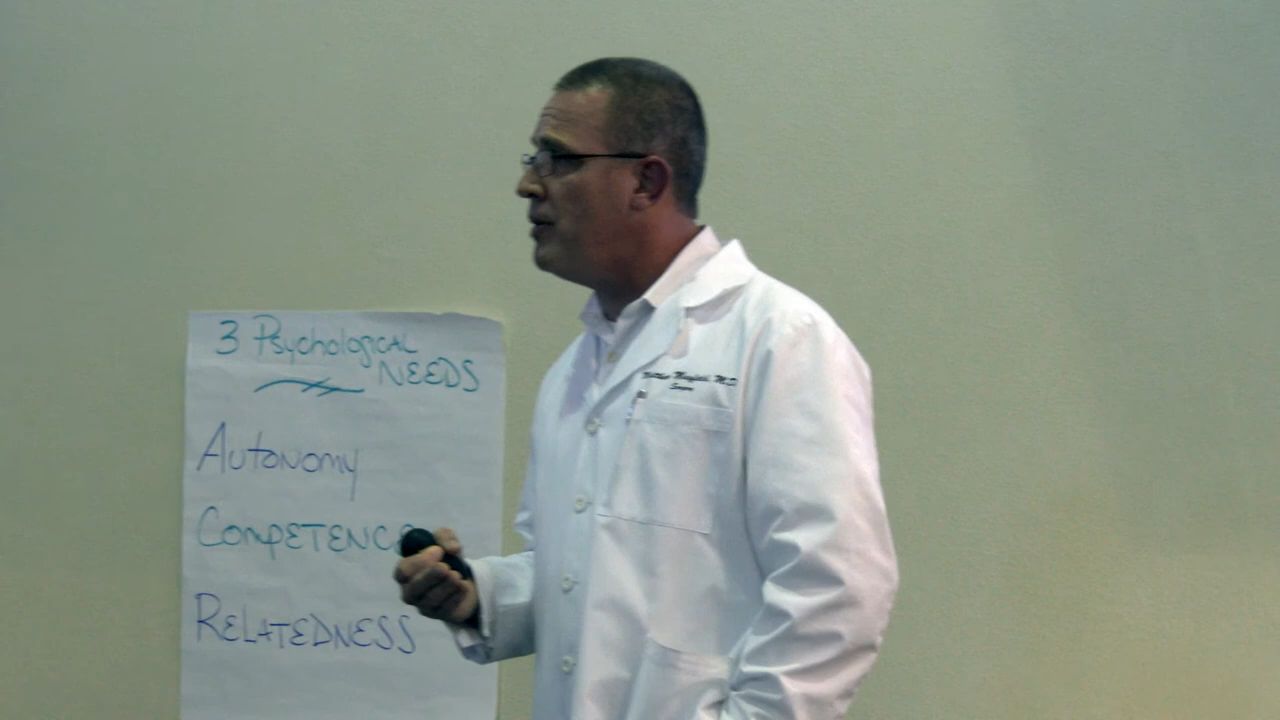 3 Psychological
NEEDS
Autonomy
Competence
Relatedness
M.D.